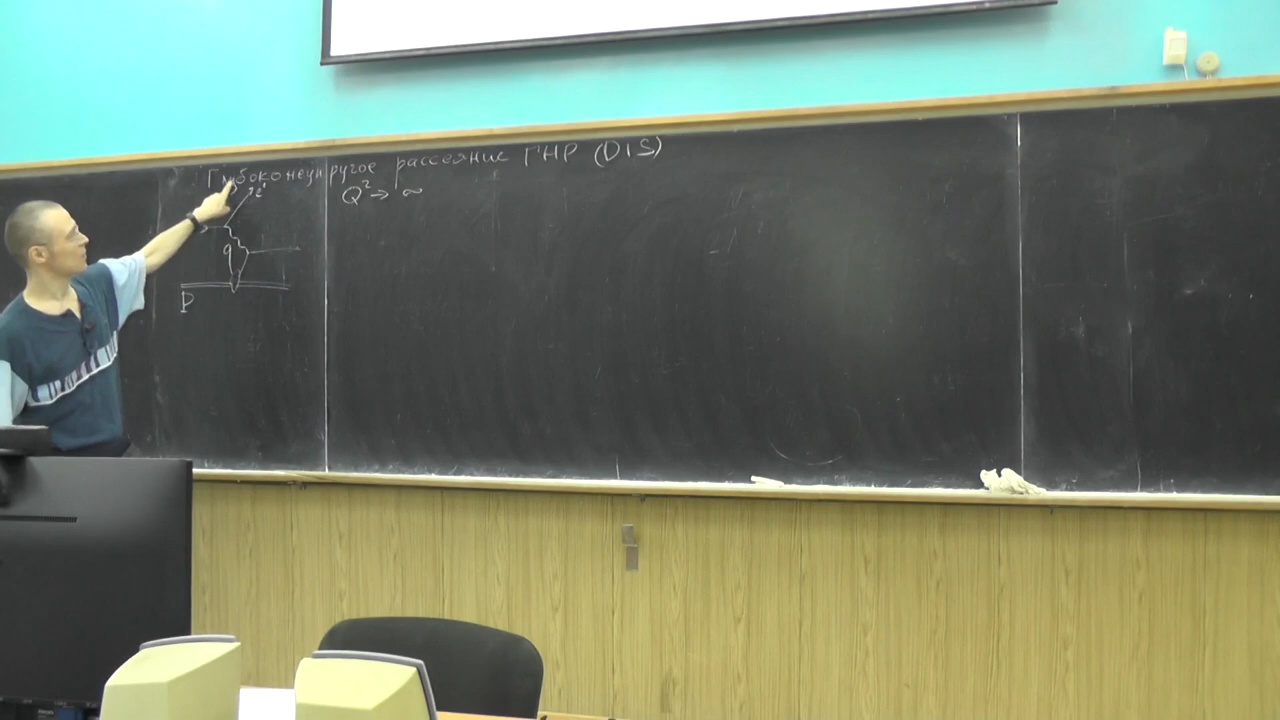 Глубоконеупругое рассеяние ГНР (DIS)
Q² → ∞
e'
q
P